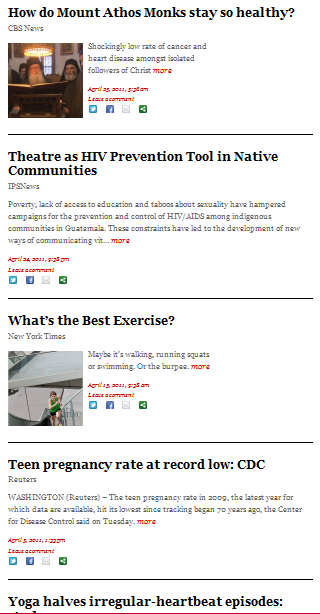 How do Mount Athos Monks stay so healthy?
CBS News
Shockingly low rate of cancer and
heart disease amongst isolated
followers of Christ more
April 25, 2011, 5:36 am
Leave a comment
Theatre as HIV Prevention Tool in Native
Communities
IPSNews
Poverty, lack of access to education and taboos about sexuality have hampered
campaigns for the prevention and control of HIV/AIDS among indigenous
communities in Guatemala. These constraints have led to the development of new
ways of communicating vit... more
April 24, 2011, 9:38 pm
Leave a comment
What's the Best Exercise?
New York Times
Maybe it's walking, running squats
or swimming. Or the burpee. more
April 15, 2011, 9:38 am
Leave a comment
Teen pregnancy rate at record low: CDC
Reuters
WASHINGTON (Reuters) – The teen pregnancy rate in 2009, the latest year for
which data are available, hit its lowest since tracking began 70 years ago, the Center
for Disease Control said on Tuesday. more
April 5, 2011, 1:33 pm
Leave a comment
Yoga halves irregular-heartbeat episodes: